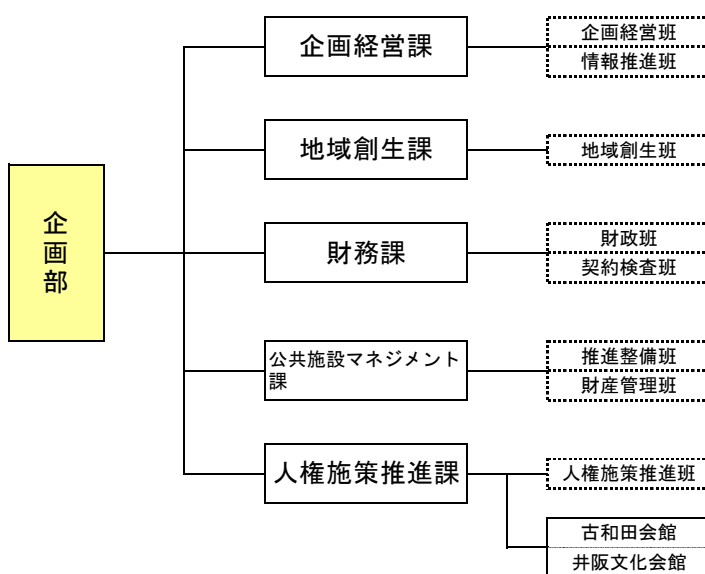 企画部
企画経営課
企画経営班
情報推進班
地域創生課
地域創生班
財務課
財政班
契約検査班
公共施設マネジメント
課
推進整備班
財産管理班
人権施策推進課
人権施策推進班
古和田会館
井阪文化会館